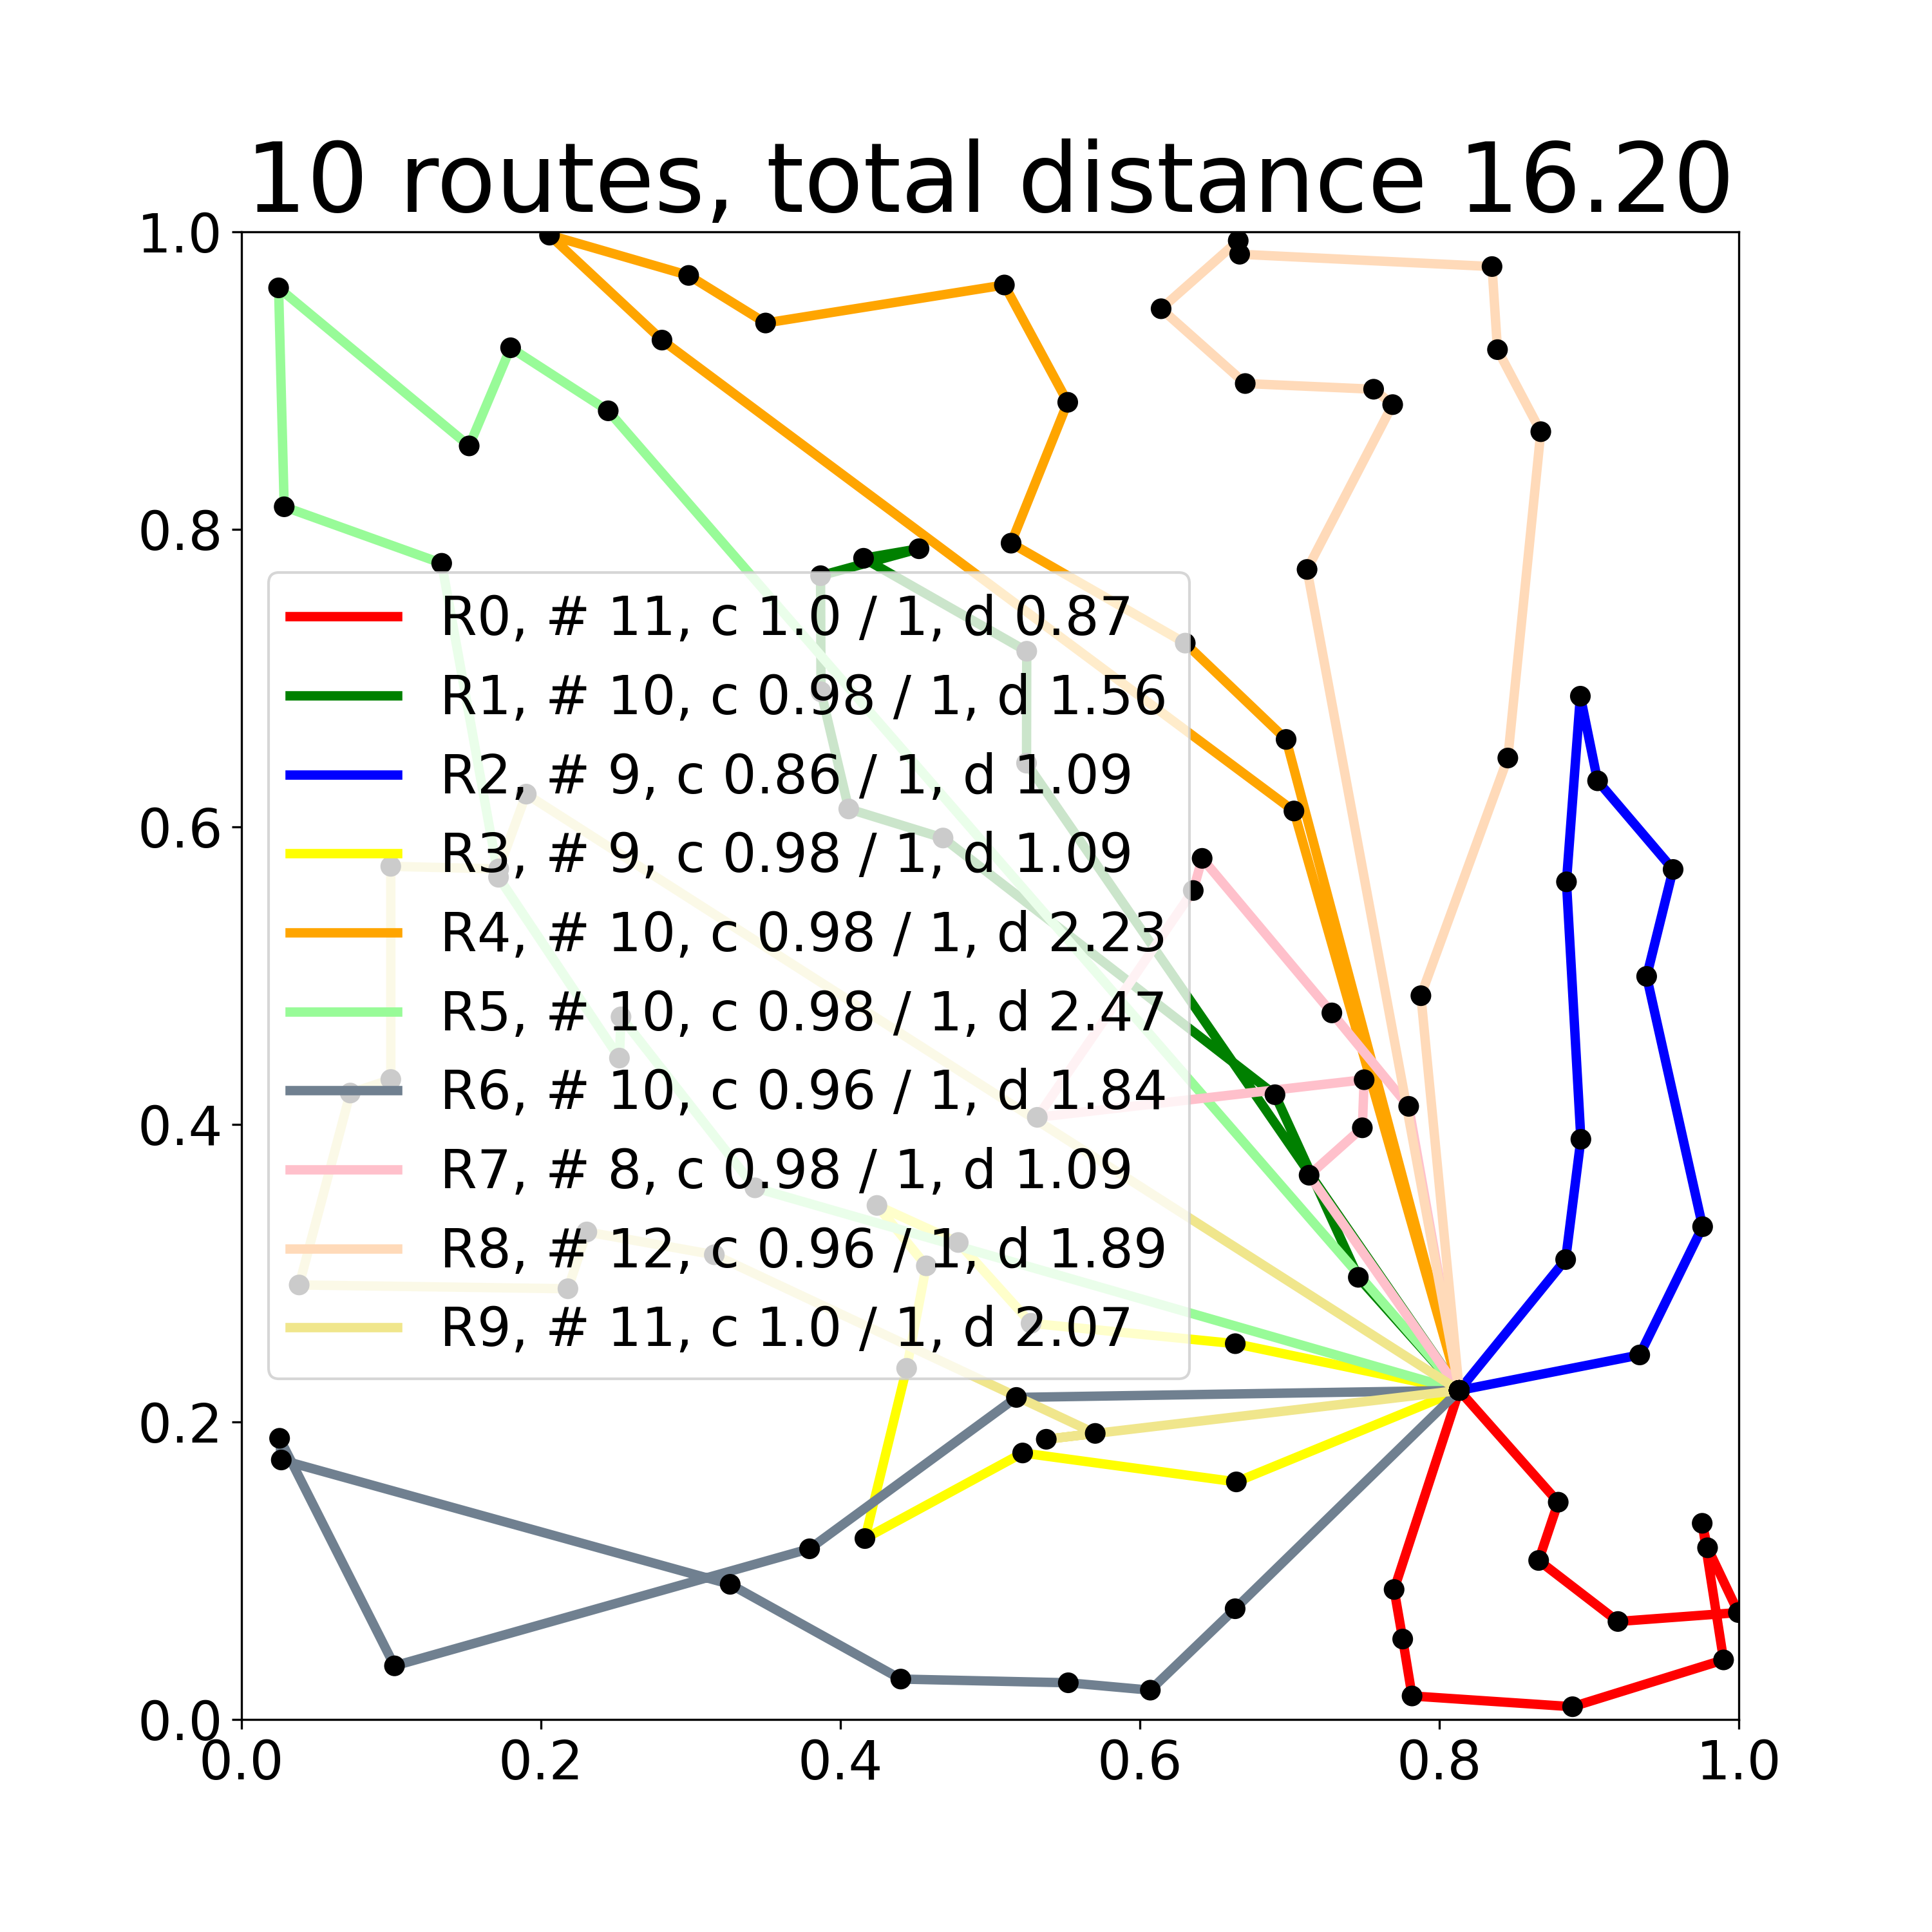 10 routes, total distance 16.20
1.0
0.8
0.6
0.4
0.2
0.0
R0, # 11, c 1.0 / 1, d 0.87
R1, # 10, c 0.98 / 1, d 1.56
R2, # 9, c 0.86 / 1, d 1.09
R3, # 9, c 0.98 / 1, d 1.09
R4, # 10, c 0.98 / 1, d 2.23
R5, # 10, c 0.98 / 1, d 2.47
R6, # 10, c 0.96 / 1, d 1.84
R7, # 8, c 0.98 / 1, d 1.09
R8, # 12, c 0.96 / 1, d 1.89
R9, # 11, c 1.0 / 1, d 2.07
0.0 0.2 0.4 0.6 0.8 1.0